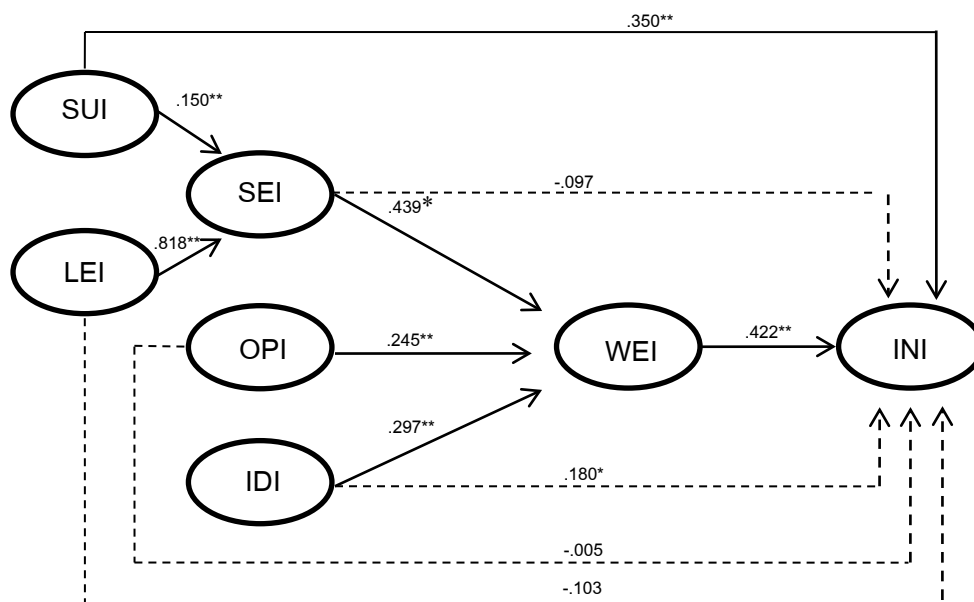 .350**
SUI
.150**
SEI
-.097
.439*
LEI
.818**
OPI
.245**
WEI
.422**
INI
.297**
IDI
.180*
-.005
-.103